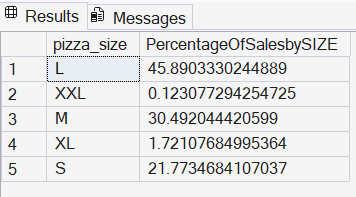 Results Messages
pizza_size PercentageOfSalesbySIZE
1 L 45.8903330244889
2 XXL 0.123077294254725
3 M 30.492044420599
4 XL 1.72107684995364
5 S 21.7734684107037